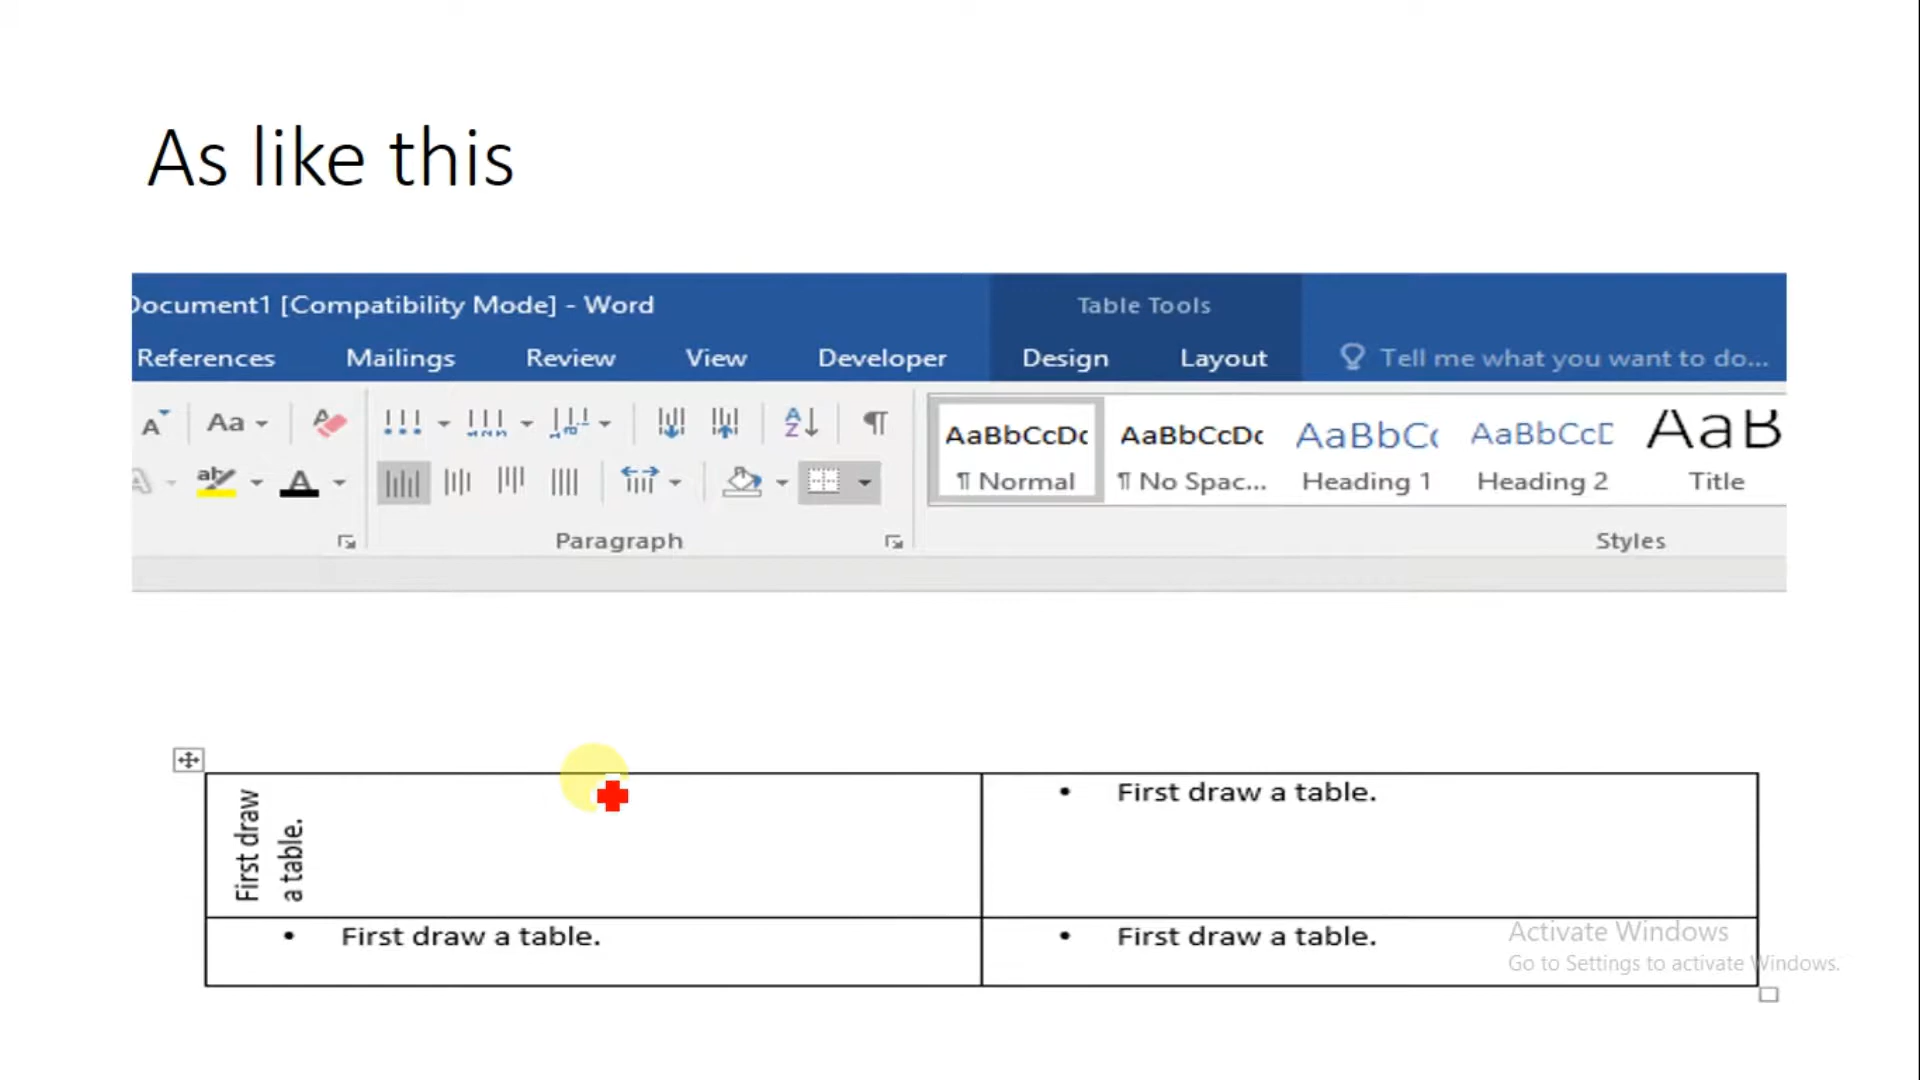 As like this
Document1 [Compatibility Mode] - Word
Table Tools
References Mailings Review View Developer Design Layout Tell me what you want to do...
A Aa A A Z ¶ AaBbCcDc AaBbCcDc AaBbC AaBbCcD AaB
A ab A ¶ Normal ¶ No Spac... Heading 1 Heading 2 Title
Paragraph Styles
First draw
a table.
• First draw a table.
• First draw a table.
• First draw a table.
Activate Windows
Go to Settings to activate Windows.